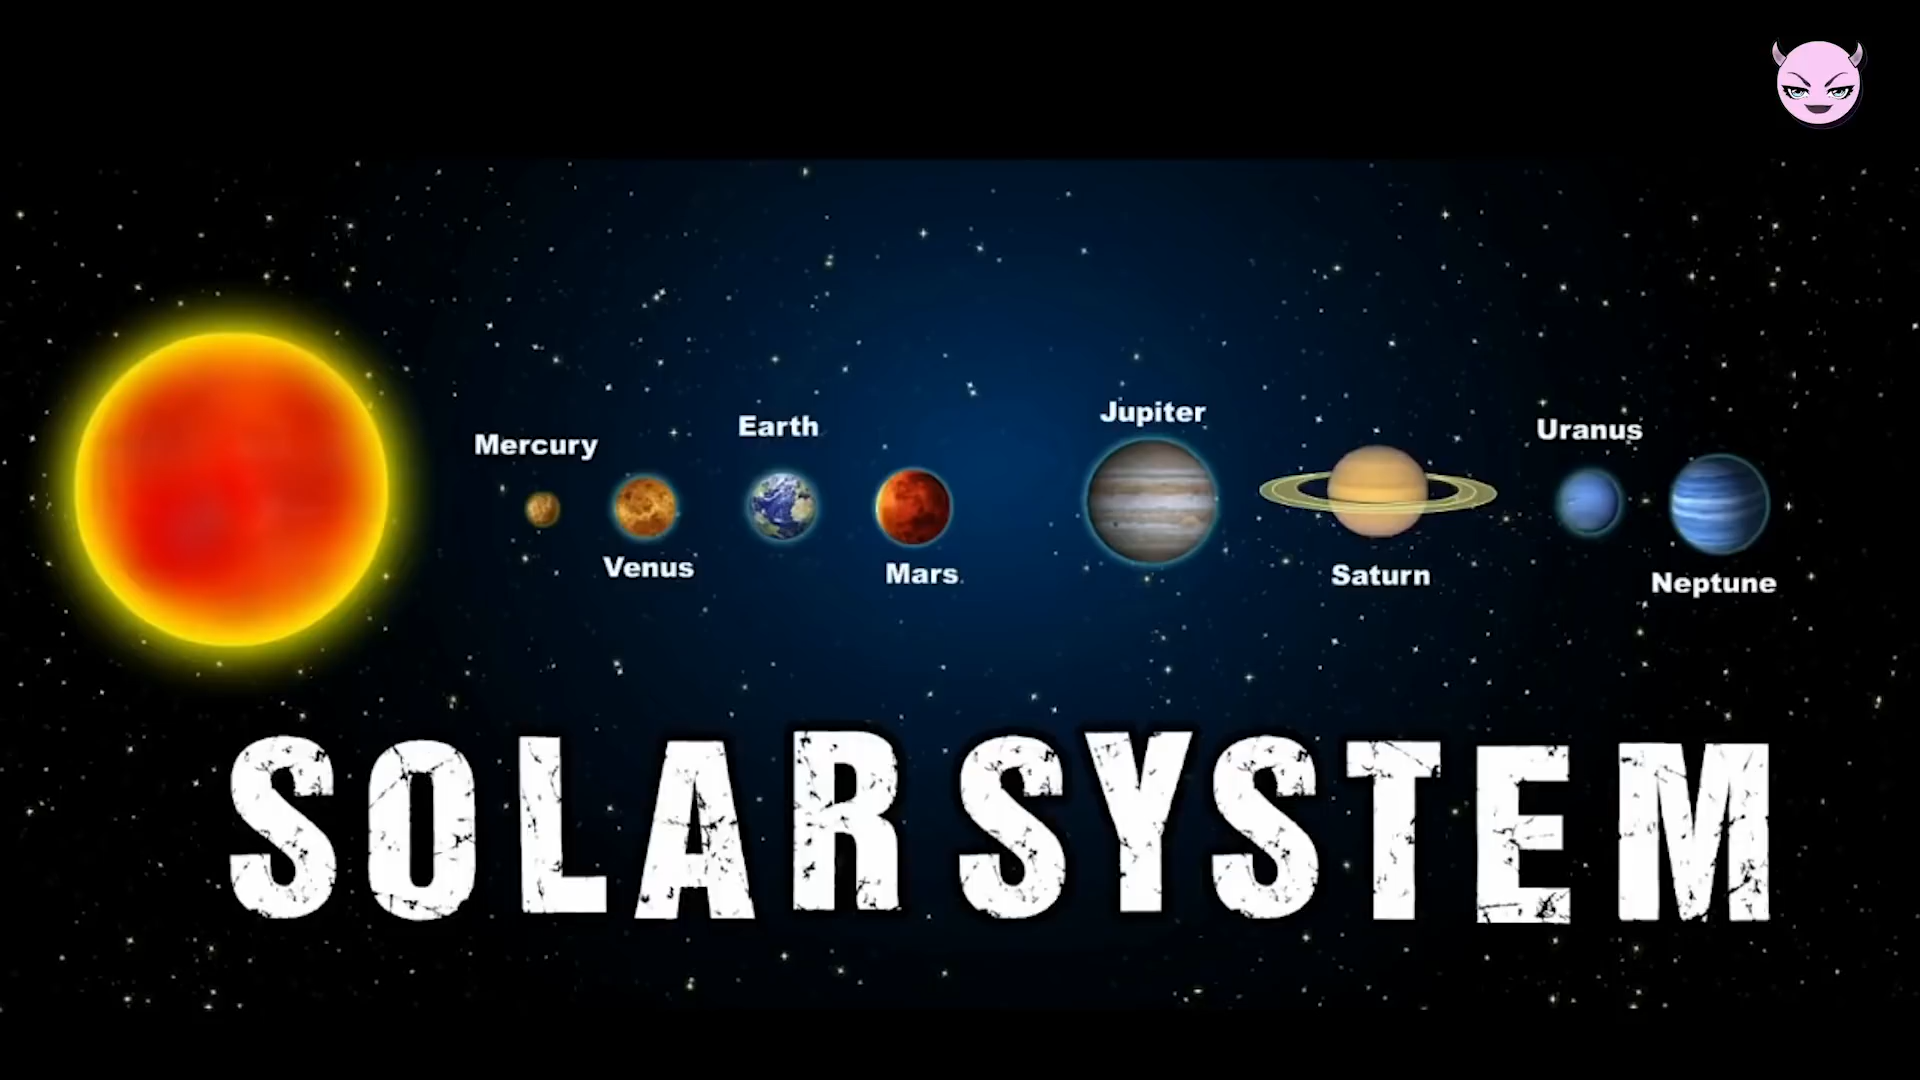 Mercury
Venus
Earth
Mars
Jupiter
Saturn
Uranus
Neptune
SOLAR SYSTEM